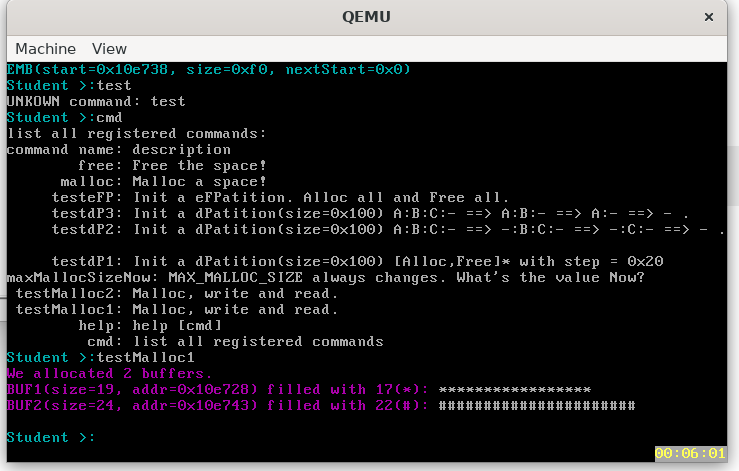 QEMU
Machine View
EMB(start=0x10e738, size=0xf0, nextStart=0x0)
Student >:test
UNKOWN command: test
Student >:cmd
list all registered commands:
command name: description
free: Free the space!
malloc: Malloc a space!
testeFP: Init a eFPatition. Alloc all and Free all.
testdP3: Init a dPatition(size=0x100) A:B:C:- ==> A:B:- ==> A:- ==> - .
testdP2: Init a dPatition(size=0x100) A:B:C:- ==> -:B:C:- ==> -:C:- ==> - .
testdP1: Init a dPatition(size=0x100) [Alloc,Free]* with step = 0x20
maxMallocSizeNow: MAX_MALLOC_SIZE always changes. What's the value Now?
testMalloc2: Malloc, write and read.
testMalloc1: Malloc, write and read.
help: help [cmd]
cmd: list all registered commands
Student >:testMalloc1
We allocated 2 buffers.
BUF1(size=19, addr=0x10e728) filled with 17(*): *****************
BUF2(size=24, addr=0x10e743) filled with 22(#): ######################
Student >:
00:06:01